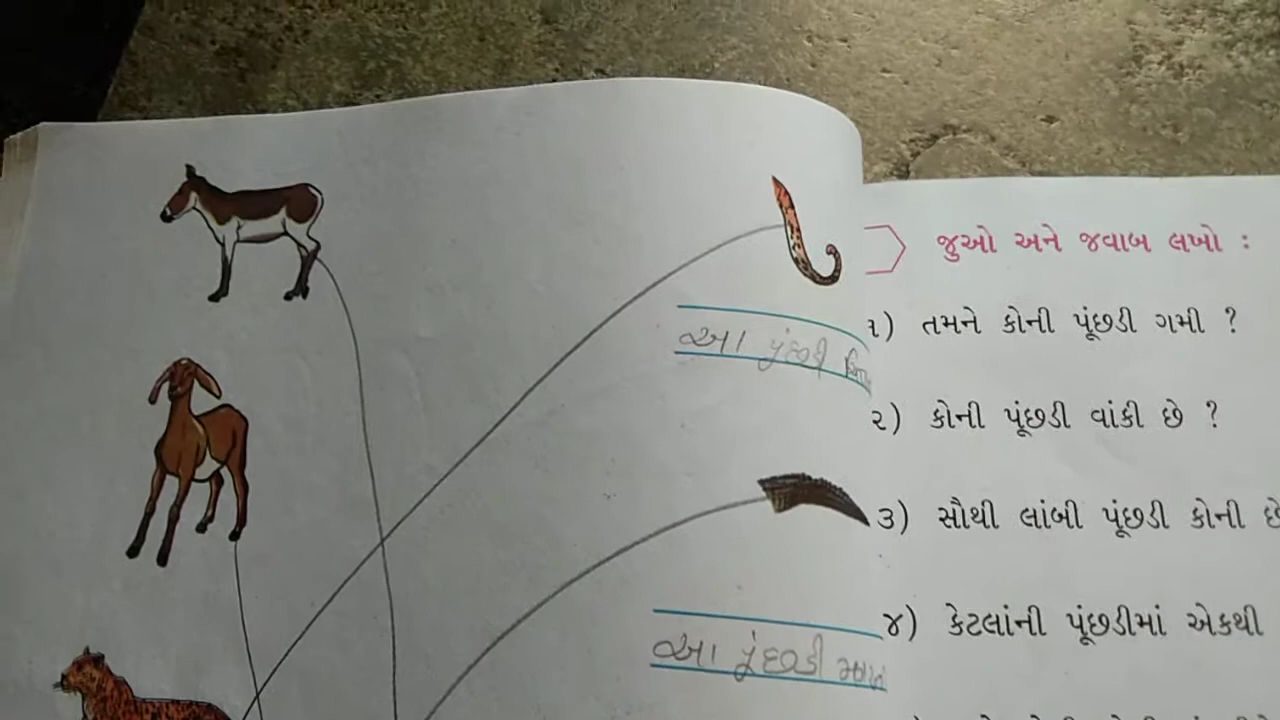 જુઓ અને જવાબ લખો :
૧) તમને કોની પૂંછડી ગમી ?
આ પૂંછડી
૨) કોની પૂંછડી વાંકી છે ?
૩) સૌથી લાંબી પૂંછડી કોની છે
૪) કેટલાંની પૂંછડીમાં એકથી
આ પૂંછડી